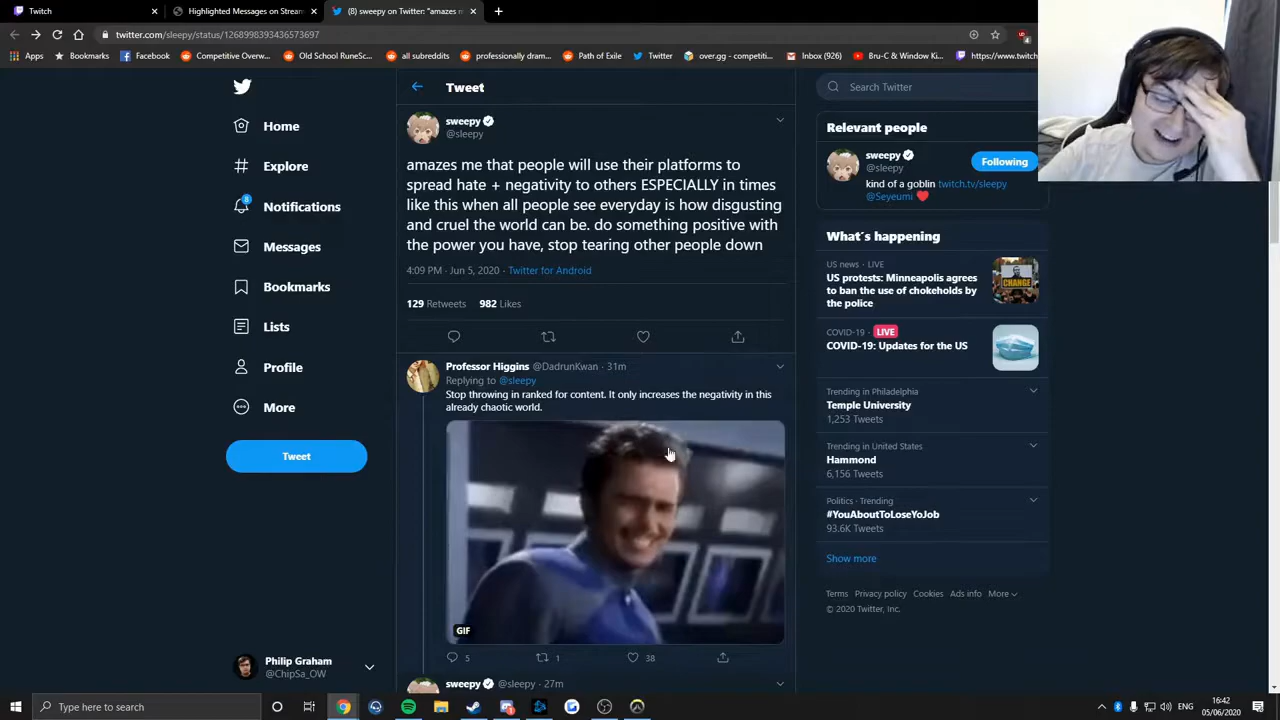 Twitch
Highlighted Messages on Stream
(8) sweepy on Twitter: "amazes m
twitter.com/sleepy/status/1268998393436573697
Apps
Bookmarks
Facebook
Competitive Overw...
Old School RuneSc...
all subreddits
professionally dram...
Path of Exile
Twitter
over.gg - competiti...
Inbox (926)
Bru-C & Window Ki...
https://www.twitch
Home
Explore
8
Notifications
Messages
Bookmarks
Lists
Profile
More
Tweet
Philip Graham
@ChipSa_OW
Tweet
sweepy
@sleepy
amazes me that people will use their platforms to
spread hate + negativity to others ESPECIALLY in times
like this when all people see everyday is how disgusting
and cruel the world can be. do something positive with
the power you have, stop tearing other people down
4:09 PM · Jun 5, 2020 · Twitter for Android
129 Retweets 982 Likes
Professor Higgins @DadrunKwan · 31m
Replying to @sleepy
Stop throwing in ranked for content. It only increases the negativity in this
already chaotic world.
GIF
5
1
38
sweepy @sleepy · 27m
Search Twitter
Relevant people
sweepy
@sleepy
Following
kind of a goblin twitch.tv/sleepy
@Seyeumi
What's happening
US news · LIVE
US protests: Minneapolis agrees
to ban the use of chokeholds by
the police
CHANGE
COVID-19 · LIVE
COVID-19: Updates for the US
Trending in Philadelphia
Temple University
1,253 Tweets
Trending in United States
Hammond
6,156 Tweets
Politics · Trending
#YouAboutToLoseYoJob
93.6K Tweets
Show more
Terms Privacy policy Cookies Ads info More
© 2020 Twitter, Inc.
Type here to search
16:42
05/06/2020